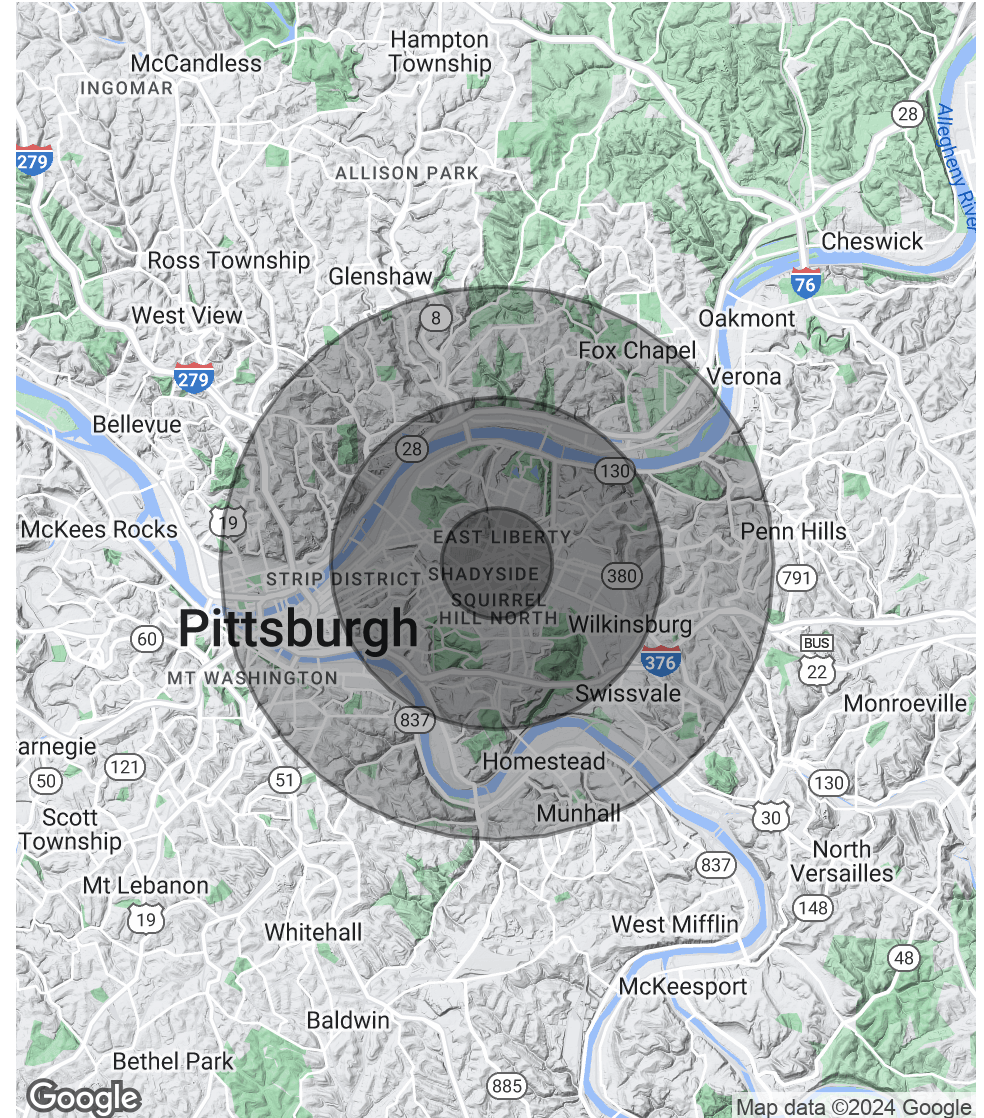 Hampton
Township
McCandless
INGOMAR
28
Allegheny River
279
ALLISON PARK
Cheswick
Ross Township
Glenshaw
76
West View
8
Oakmont
Fox Chapel
279
Verona
Bellevue
28
130
19
McKees Rocks
Penn Hills
EAST LIBERTY
STRIP DISTRICT
SHADYSIDE
380
791
SQUIRREL
HILL NORTH
Pittsburgh
Wilkinsburg
60
BUS
22
376
MT WASHINGTON
Swissvale
Monroeville
837
arnegie
50
121
51
Homestead
130
Scott
Township
Munhall
30
North
Versailles
837
Mt Lebanon
19
148
Whitehall
West Mifflin
48
McKeesport
Baldwin
Bethel Park
885
Google
Map data ©2024 Google